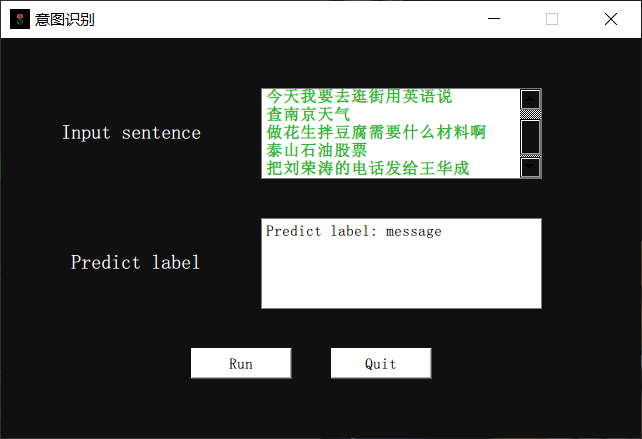 意图识别
Input sentence
今天我要去逛街用英语说
查南京天气
做花生拌豆腐需要什么材料啊
泰山石油股票
把刘荣涛的电话发给王华成
Predict label
Predict label: message
Run
Quit